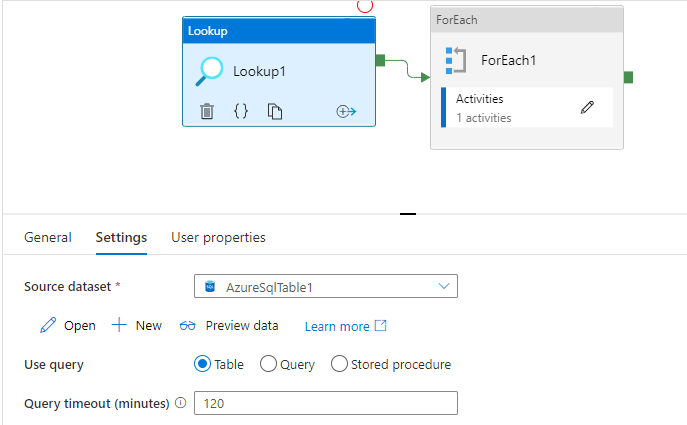 Lookup
Lookup1
ForEach
ForEach1
Activities
1 activities
General Settings User properties
Source dataset * AzureSqlTable1
Open New Preview data Learn more
Use query Table Query Stored procedure
Query timeout (minutes) 120